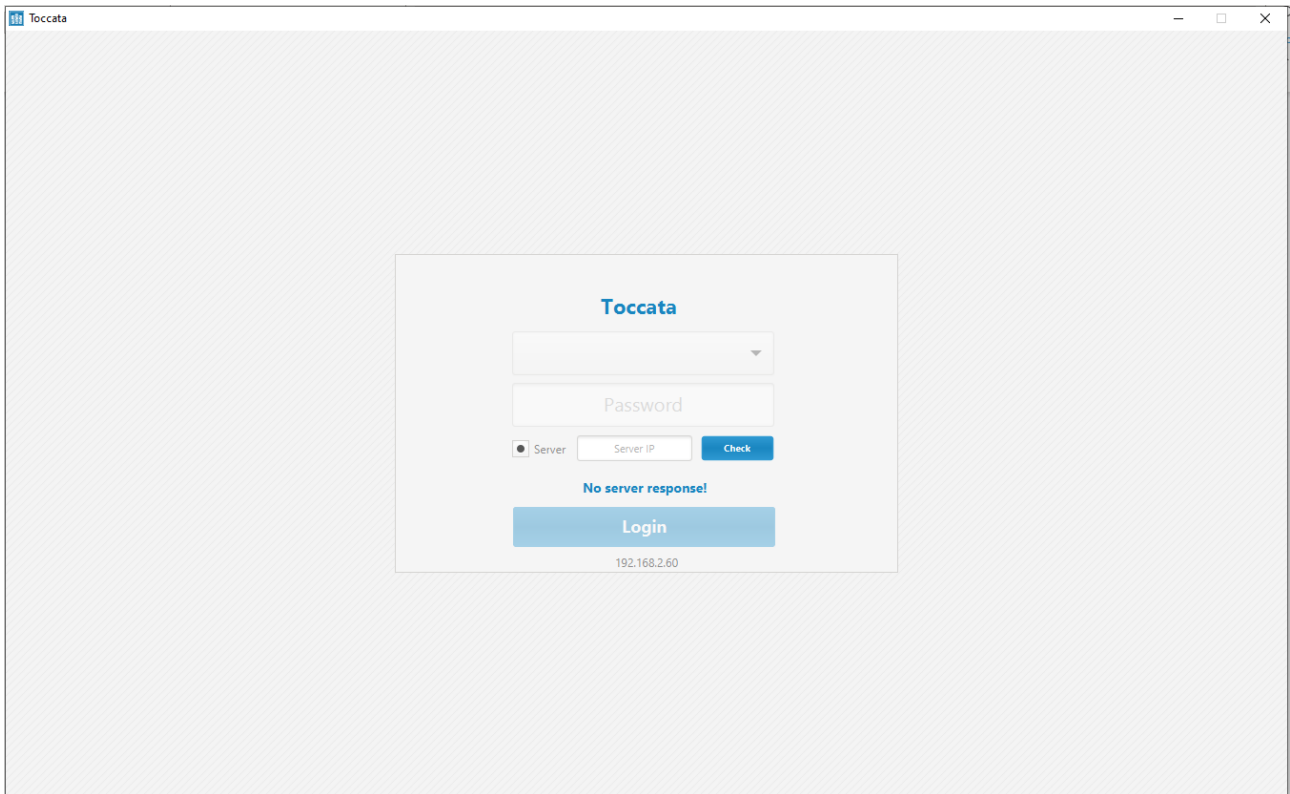 Toccata
Toccata
Password
Server Server IP Check
No server response!
Login
192.168.2.60